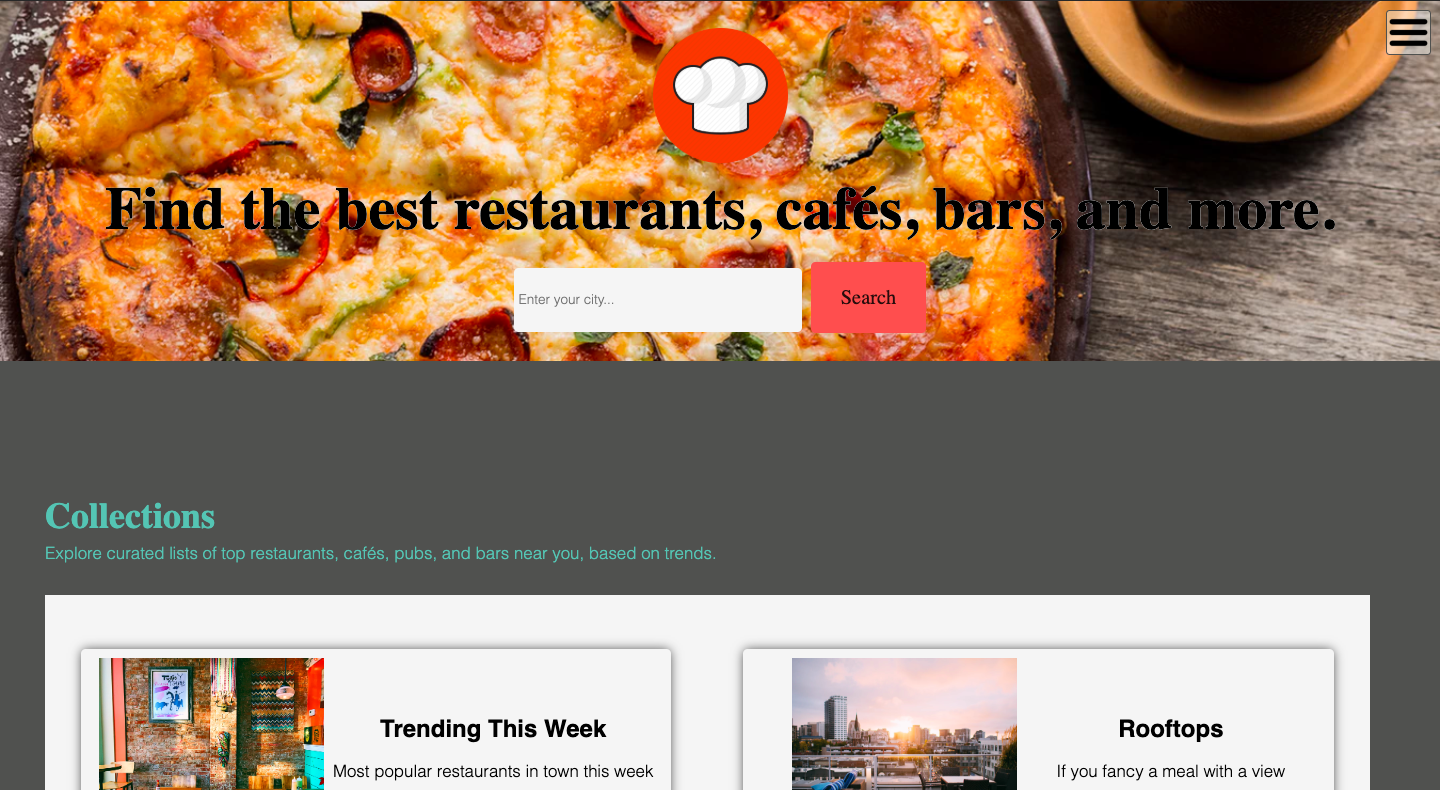 Find the best restaurants, cafés, bars, and more.
Enter your city...
Search
Collections
Explore curated lists of top restaurants, cafés, pubs, and bars near you, based on trends.
Trending This Week
Most popular restaurants in town this week
Rooftops
If you fancy a meal with a view